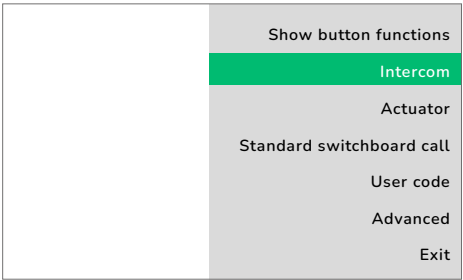 Show button functions
Intercom
Actuator
Standard switchboard call
User code
Advanced
Exit